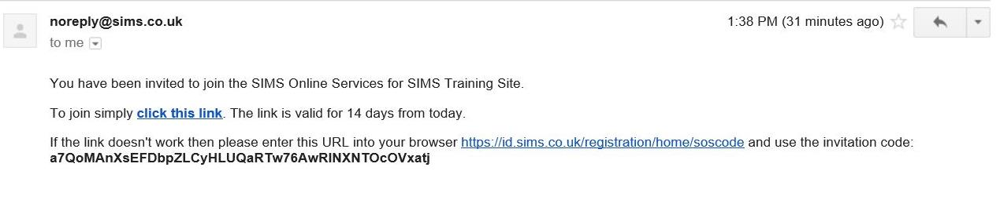 noreply@sims.co.uk 1:38 PM (31 minutes ago)
to me
You have been invited to join the SIMS Online Services for SIMS Training Site.
To join simply click this link. The link is valid for 14 days from today.
If the link doesn't work then please enter this URL into your browser https://id.sims.co.uk/registration/home/soscode and use the invitation code:
a7QoMAnXsEFDbpZLCyHLUQaRTw76AwRINXNTOcOVxatj